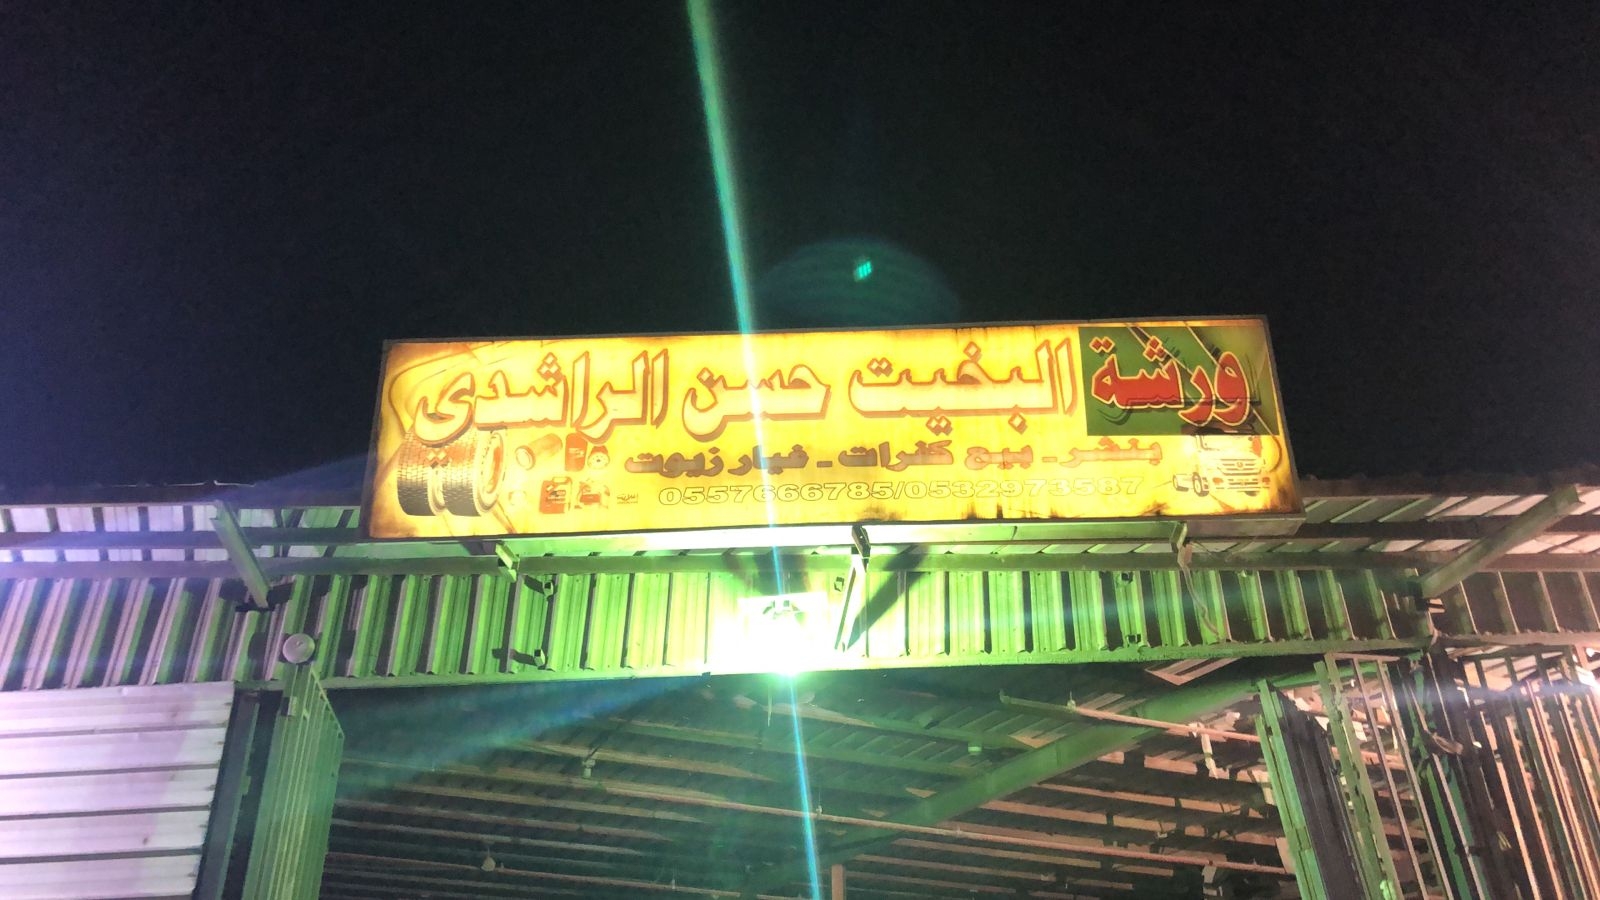 ورشة البخيت حسن الراشدي
بنشر - بيع كفرات - غيار زيوت
0557666785/0532973587